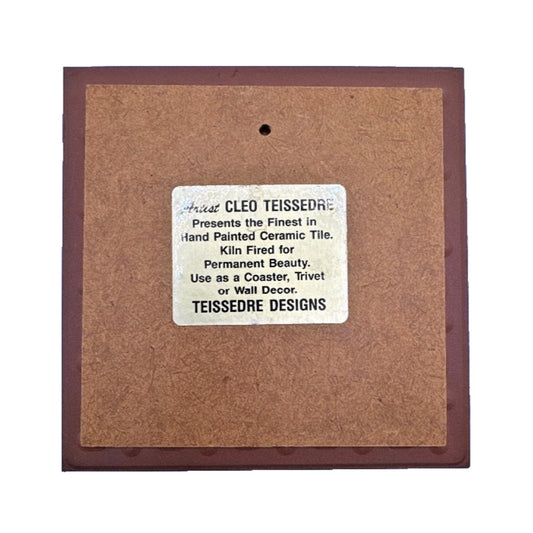 Artist CLEO TEISSEDRE
Presents the Finest in
Hand Painted Ceramic Tile.
Kiln Fired for
Permanent Beauty.
Use as a Coaster, Trivet
or Wall Decor.
TEISSEDRE DESIGNS